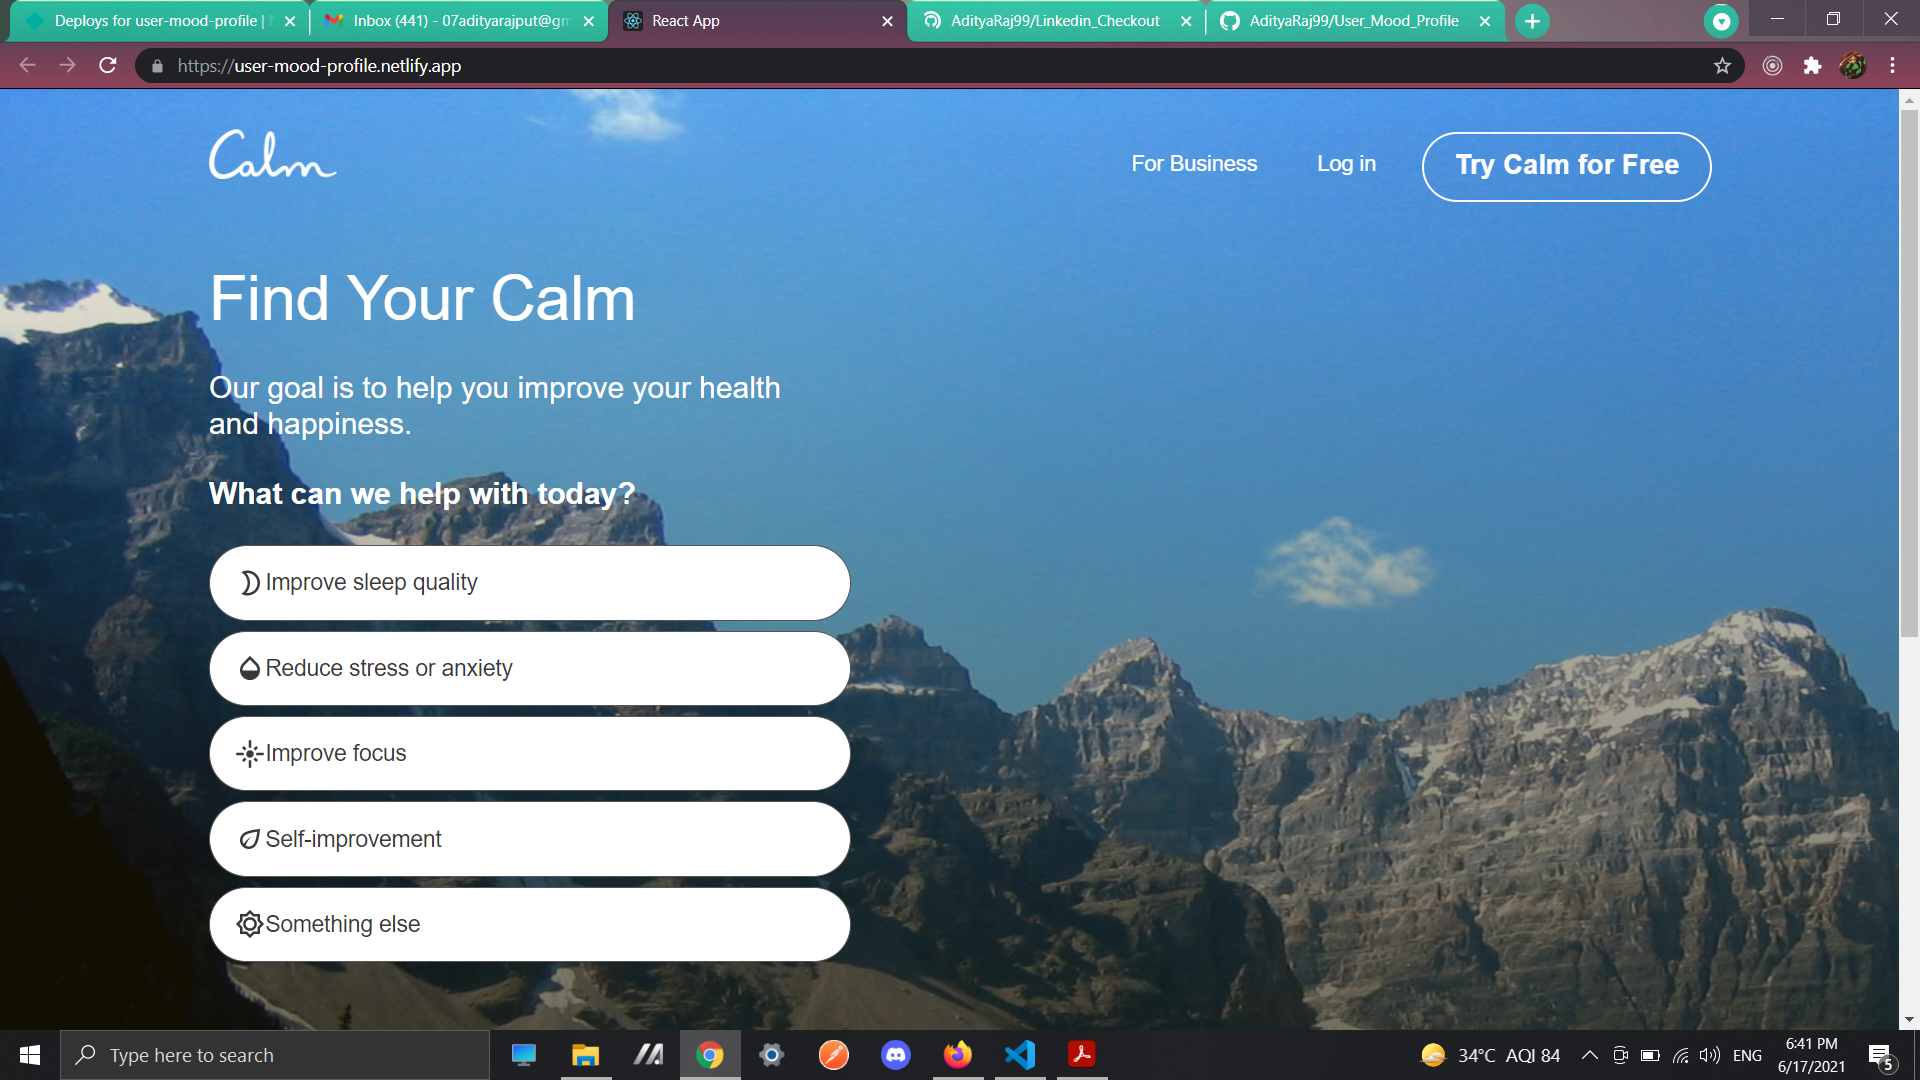 Deploys for user-mood-profile |
Inbox (441) - 07adityarajput@gm
React App
AdityaRaj99/Linkedin_Checkout
AdityaRaj99/User_Mood_Profile
https://user-mood-profile.netlify.app
Calm
For Business
Log in
Try Calm for Free
Find Your Calm
Our goal is to help you improve your health
and happiness.
What can we help with today?
Improve sleep quality
Reduce stress or anxiety
Improve focus
Self-improvement
Something else
Type here to search
34°C AQI 84
ENG
6:41 PM
6/17/2021
5